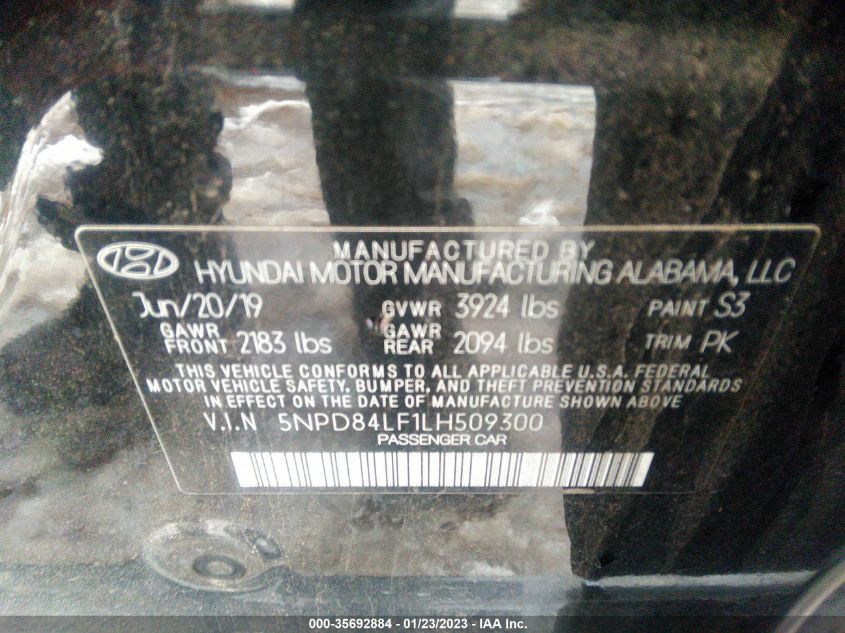 MANUFACTURED BY
HYUNDAI MOTOR MANUFACTURING ALABAMA, LLC
Jun/20/19 GVWR 3924 lbs PAINT S3
GAWR FRONT 2183 lbs GAWR REAR 2094 lbs TRIM PK
THIS VEHICLE CONFORMS TO ALL APPLICABLE U.S.A. FEDERAL
MOTOR VEHICLE SAFETY, BUMPER, AND THEFT PREVENTION STANDARDS
IN EFFECT ON THE DATE OF MANUFACTURE SHOWN ABOVE
V.I.N 5NPD84LF1LH509300
PASSENGER CAR
000-35692884 - 01/23/2023 - IAA Inc.